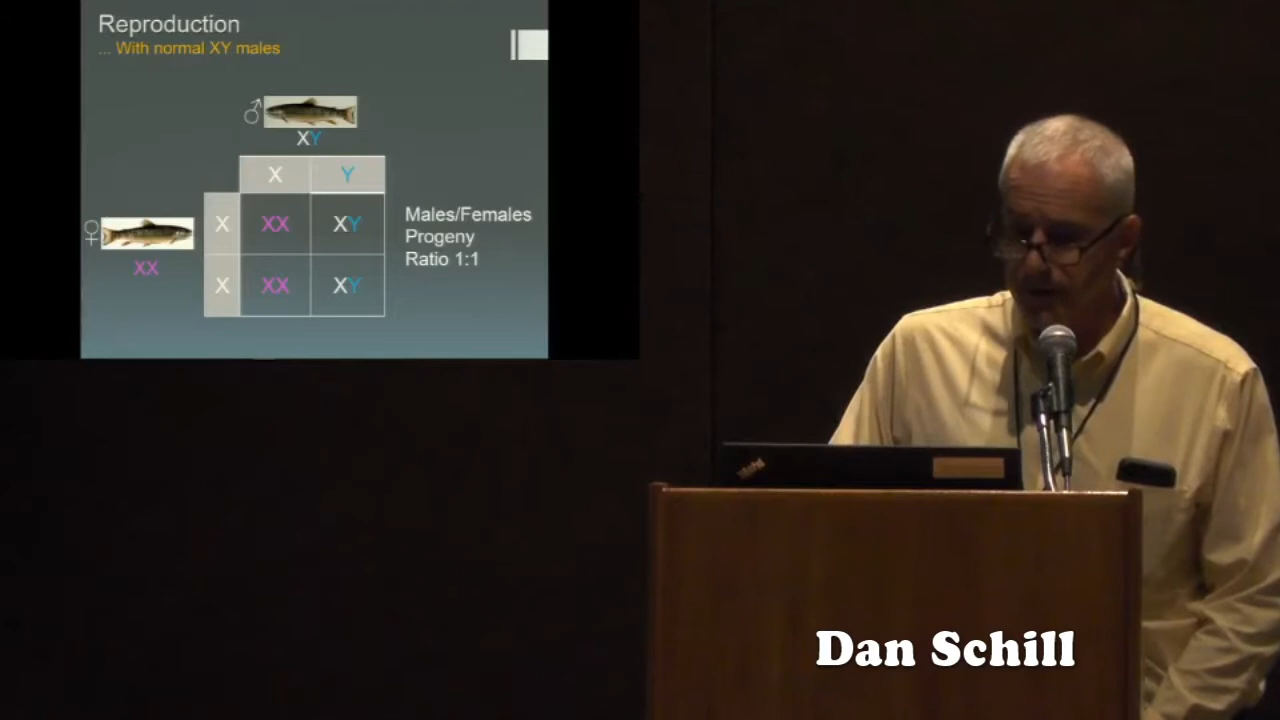 Reproduction
... With normal XY males
♂
XY
X Y
♀ X XX XY
XX
X XX XY
Males/Females
Progeny
Ratio 1:1
Dan Schill